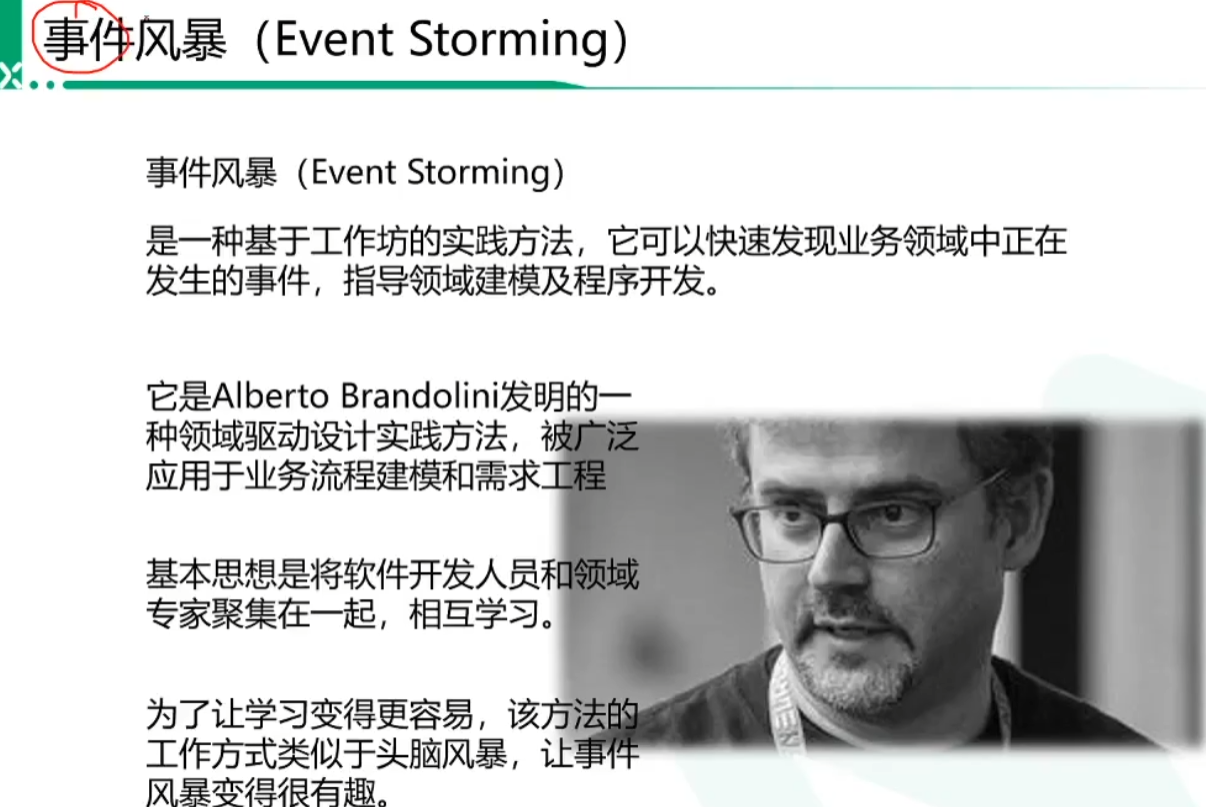 事件风暴（Event Storming）
事件风暴（Event Storming）
是一种基于工作坊的实践方法，它可以快速发现业务领域中正在
发生的事件，指导领域建模及程序开发。
它是Alberto Brandolini发明的一
种领域驱动设计实践方法，被广泛
应用于业务流程建模和需求工程
基本思想是将软件开发人员和领域
专家聚集在一起，相互学习。
为了让学习变得更容易，该方法的
工作方式类似于头脑风暴，让事件
风暴变得很有趣。